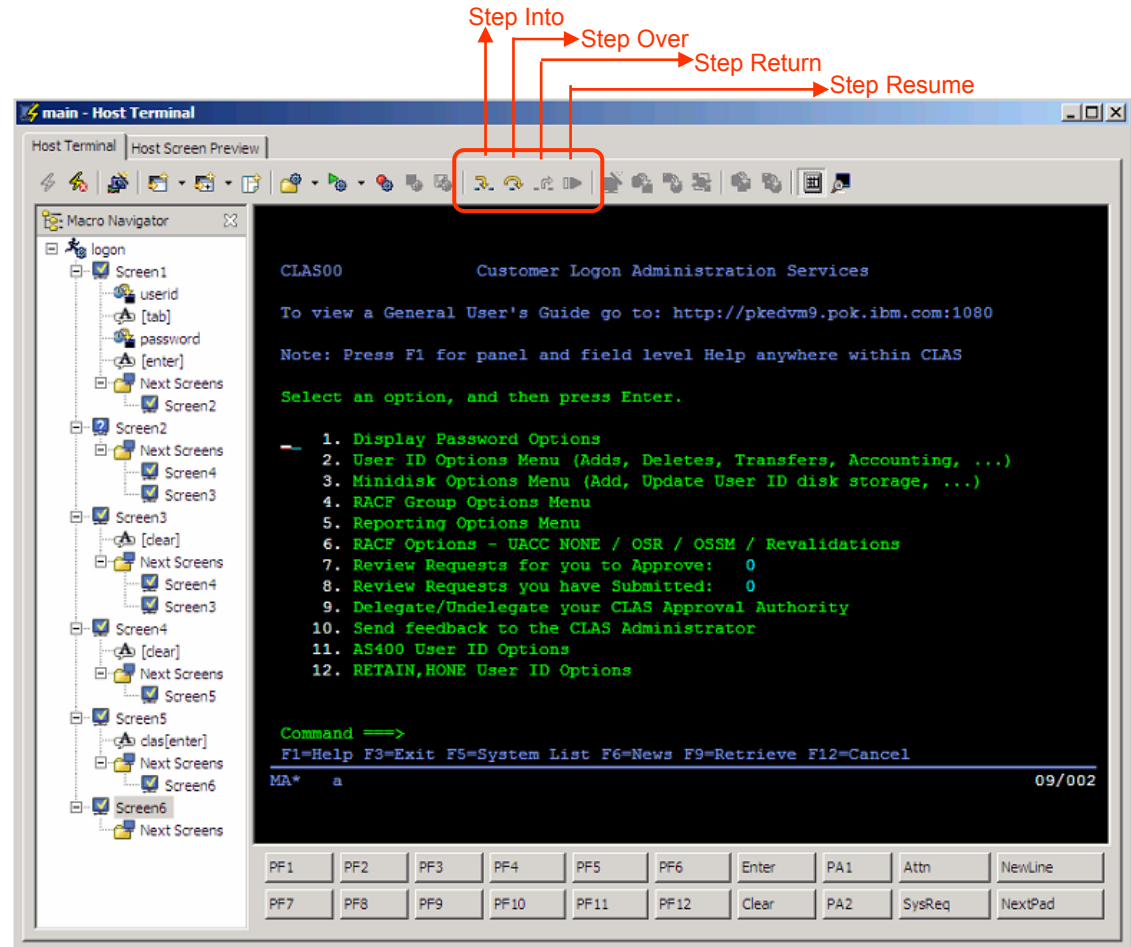 Step Into
Step Over
Step Return
Step Resume
main - Host Terminal
Host Terminal
Host Screen Preview
Macro Navigator
logon
Screen1
userid
[tab]
password
[enter]
Next Screens
Screen2
Screen2
Next Screens
Screen4
Screen3
Screen3
[clear]
Next Screens
Screen4
Screen3
Screen4
[clear]
Next Screens
Screen5
Screen5
clas[enter]
Next Screens
Screen6
Screen6
Next Screens
CLAS00 Customer Logon Administration Services
To view a General User's Guide go to: http://pkedvm9.pok.ibm.com:1080
Note: Press F1 for panel and field level Help anywhere within CLAS
Select an option, and then press Enter.
1. Display Password Options
2. User ID Options Menu (Adds, Deletes, Transfers, Accounting, ...)
3. Minidisk Options Menu (Add, Update User ID disk storage, ...)
4. RACF Group Options Menu
5. Reporting Options Menu
6. RACF Options - UACC NONE / OSR / OSSM / Revalidations
7. Review Requests for you to Approve: 0
8. Review Requests you have Submitted: 0
9. Delegate/Undelegate your CLAS Approval Authority
10. Send feedback to the CLAS Administrator
11. AS400 User ID Options
12. RETAIN,HONE User ID Options
Command ===>
F1=Help F3=Exit F5=System List F6=News F9=Retrieve F12=Cancel
MA* a 09/002
PF1 PF2 PF3 PF4 PF5 PF6 Enter PA1 Attn NewLine
PF7 PF8 PF9 PF10 PF11 PF12 Clear PA2 SysReq NextPad